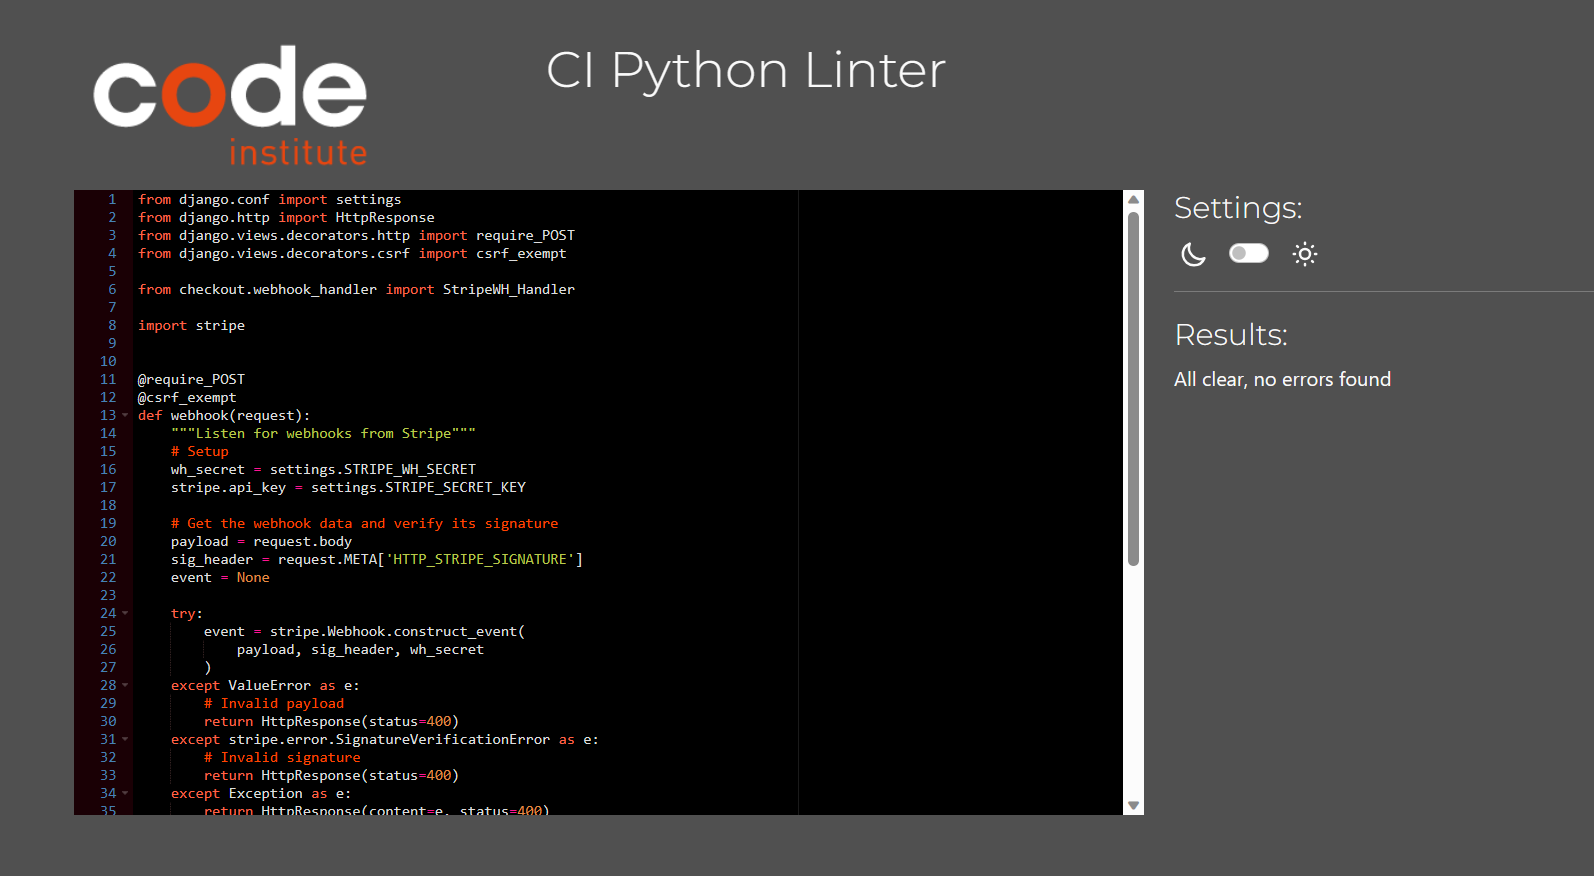 code
institute
CI Python Linter
1 from django.conf import settings
2 from django.http import HttpResponse
3 from django.views.decorators.http import require_POST
4 from django.views.decorators.csrf import csrf_exempt
5
6 from checkout.webhook_handler import StripeWH_Handler
7
8 import stripe
9
10
11 @require_POST
12 @csrf_exempt
13 def webhook(request):
14     """Listen for webhooks from Stripe"""
15     # Setup
16     wh_secret = settings.STRIPE_WH_SECRET
17     stripe.api_key = settings.STRIPE_SECRET_KEY
18
19     # Get the webhook data and verify its signature
20     payload = request.body
21     sig_header = request.META['HTTP_STRIPE_SIGNATURE']
22     event = None
23
24     try:
25         event = stripe.Webhook.construct_event(
26             payload, sig_header, wh_secret
27         )
28     except ValueError as e:
29         # Invalid payload
30         return HttpResponse(status=400)
31     except stripe.error.SignatureVerificationError as e:
32         # Invalid signature
33         return HttpResponse(status=400)
34     except Exception as e:
35         return HttpResponse(content=e, status=400)
Settings:
Results:
All clear, no errors found